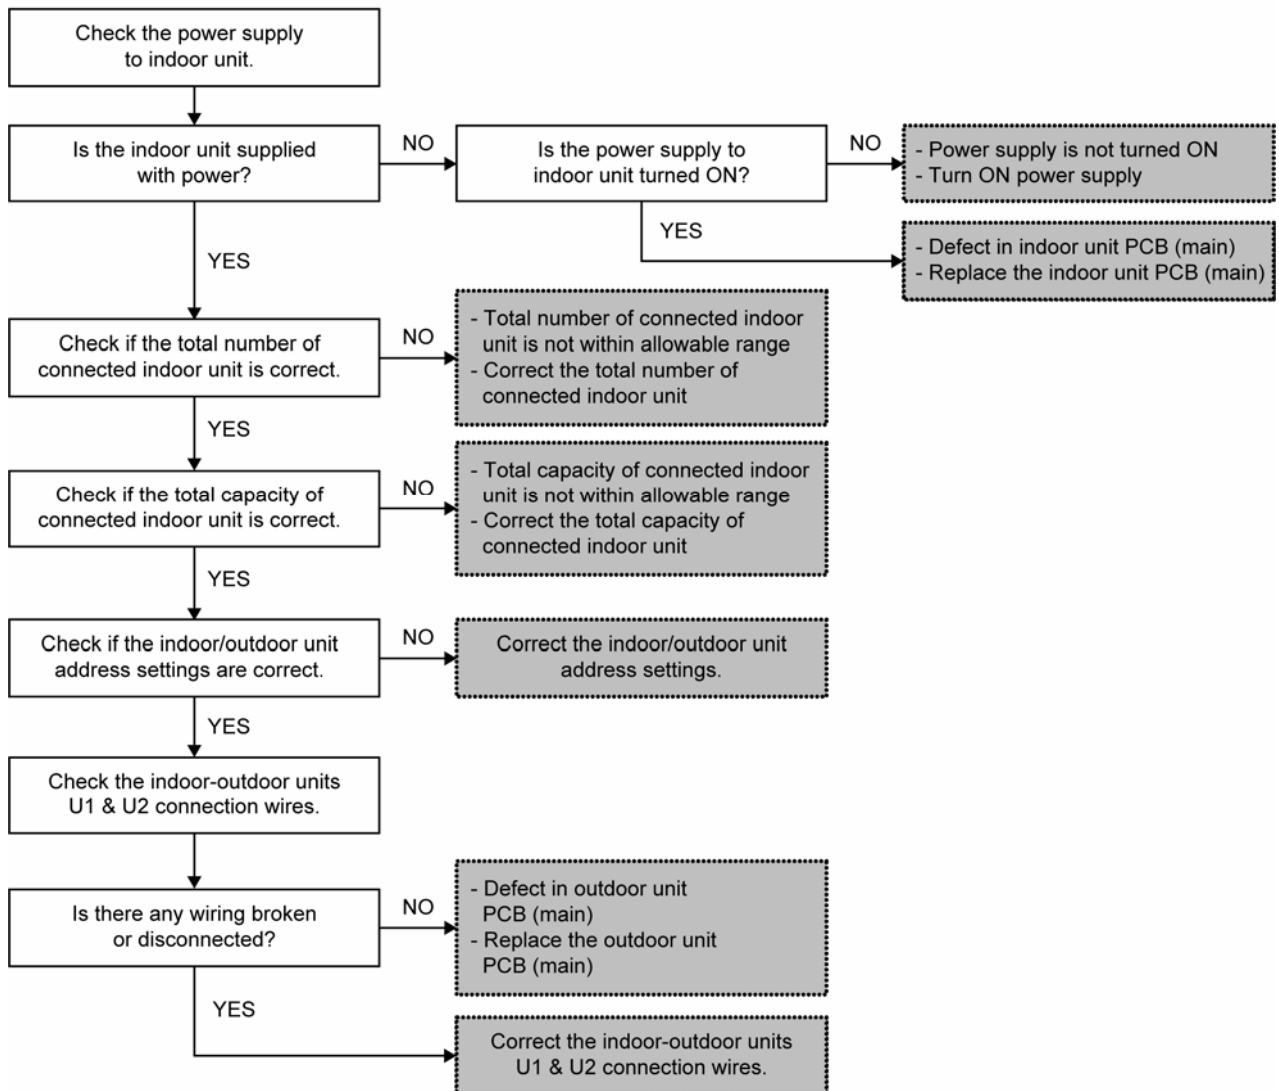 Check the power supply
to indoor unit.
Is the indoor unit supplied
with power?
NO
Is the power supply to
indoor unit turned ON?
NO
- Power supply is not turned ON
- Turn ON power supply
YES
- Defect in indoor unit PCB (main)
- Replace the indoor unit PCB (main)
YES
Check if the total number of
connected indoor unit is correct.
NO
- Total number of connected indoor
unit is not within allowable range
- Correct the total number of
connected indoor unit
YES
Check if the total capacity of
connected indoor unit is correct.
NO
- Total capacity of connected indoor
unit is not within allowable range
- Correct the total capacity of
connected indoor unit
YES
Check if the indoor/outdoor unit
address settings are correct.
NO
Correct the indoor/outdoor unit
address settings.
YES
Check the indoor-outdoor units
U1 & U2 connection wires.
Is there any wiring broken
or disconnected?
NO
- Defect in outdoor unit
PCB (main)
- Replace the outdoor unit
PCB (main)
YES
Correct the indoor-outdoor units
U1 & U2 connection wires.